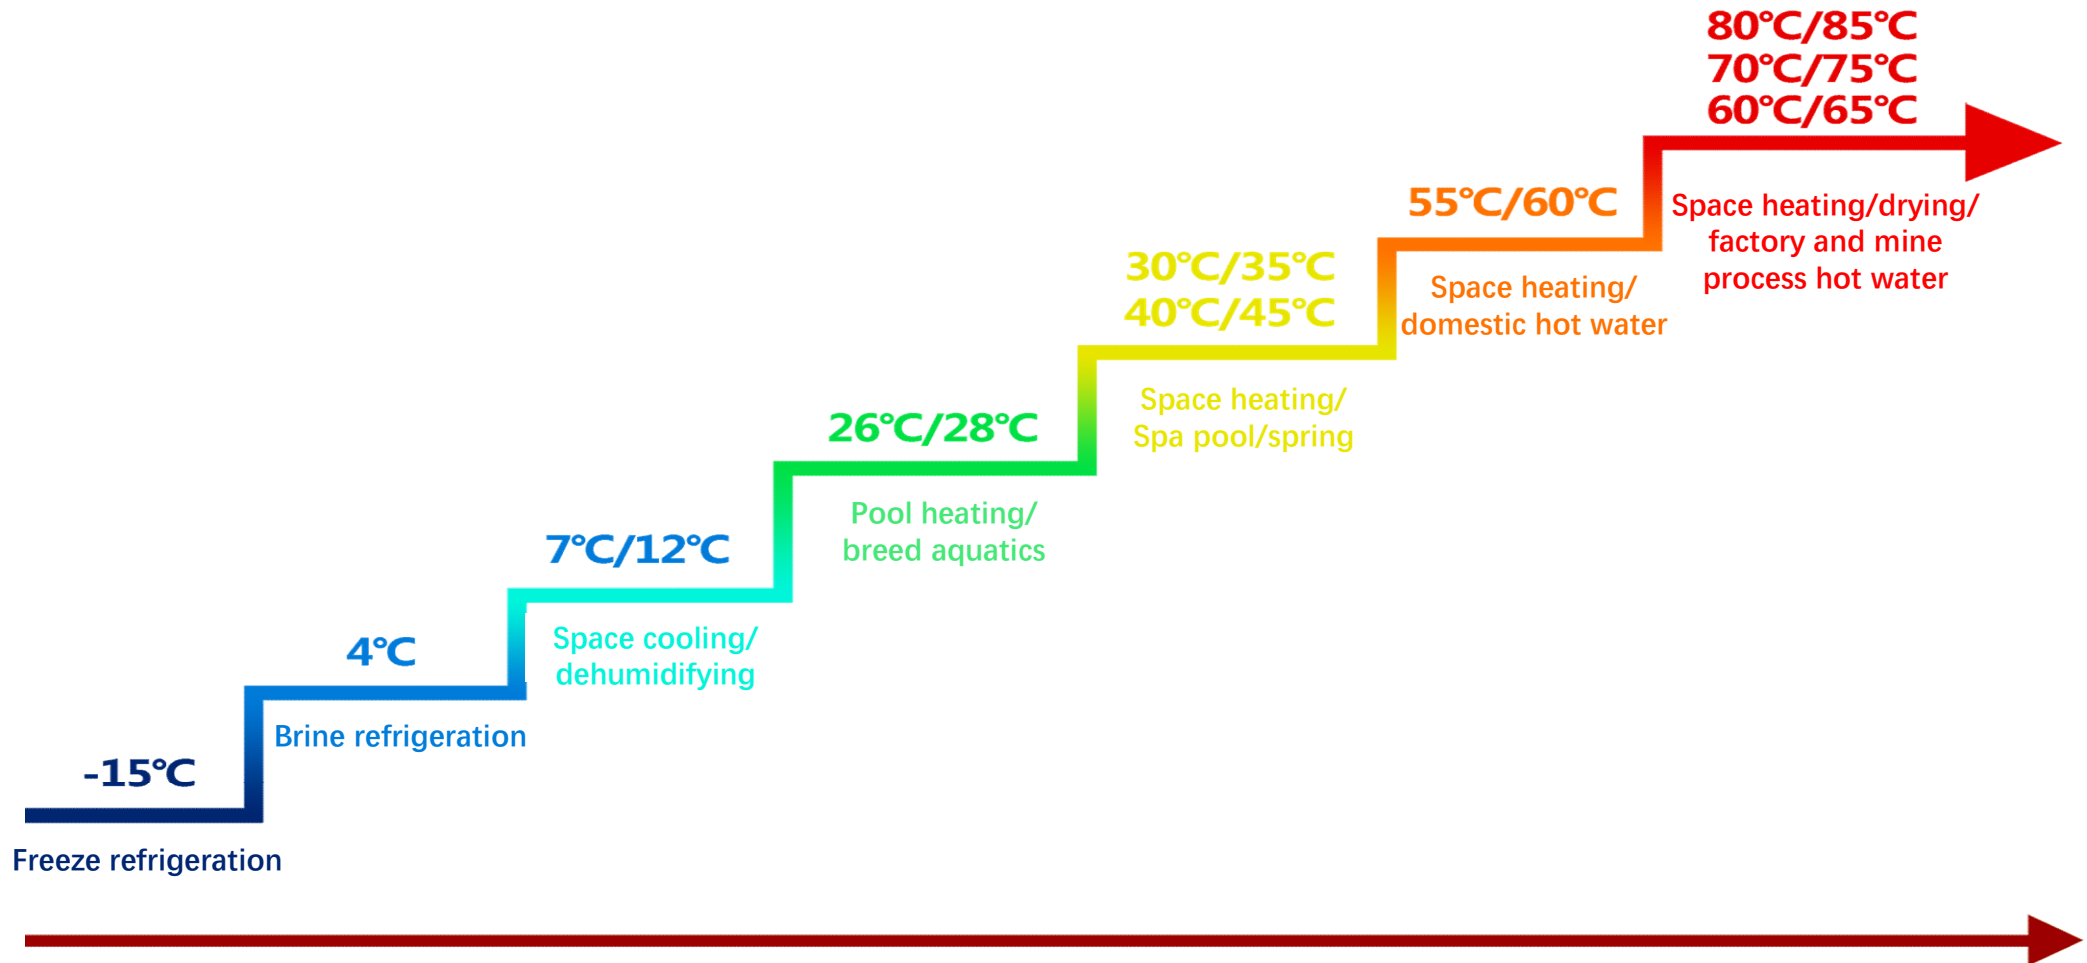 -15℃
Freeze refrigeration
4℃
Brine refrigeration
7℃/12℃
Space cooling/
dehumidifying
26℃/28℃
Pool heating/
breed aquatics
30℃/35℃
40℃/45℃
Space heating/
Spa pool/spring
55℃/60℃
Space heating/
domestic hot water
80℃/85℃
70℃/75℃
60℃/65℃
Space heating/drying/
factory and mine
process hot water